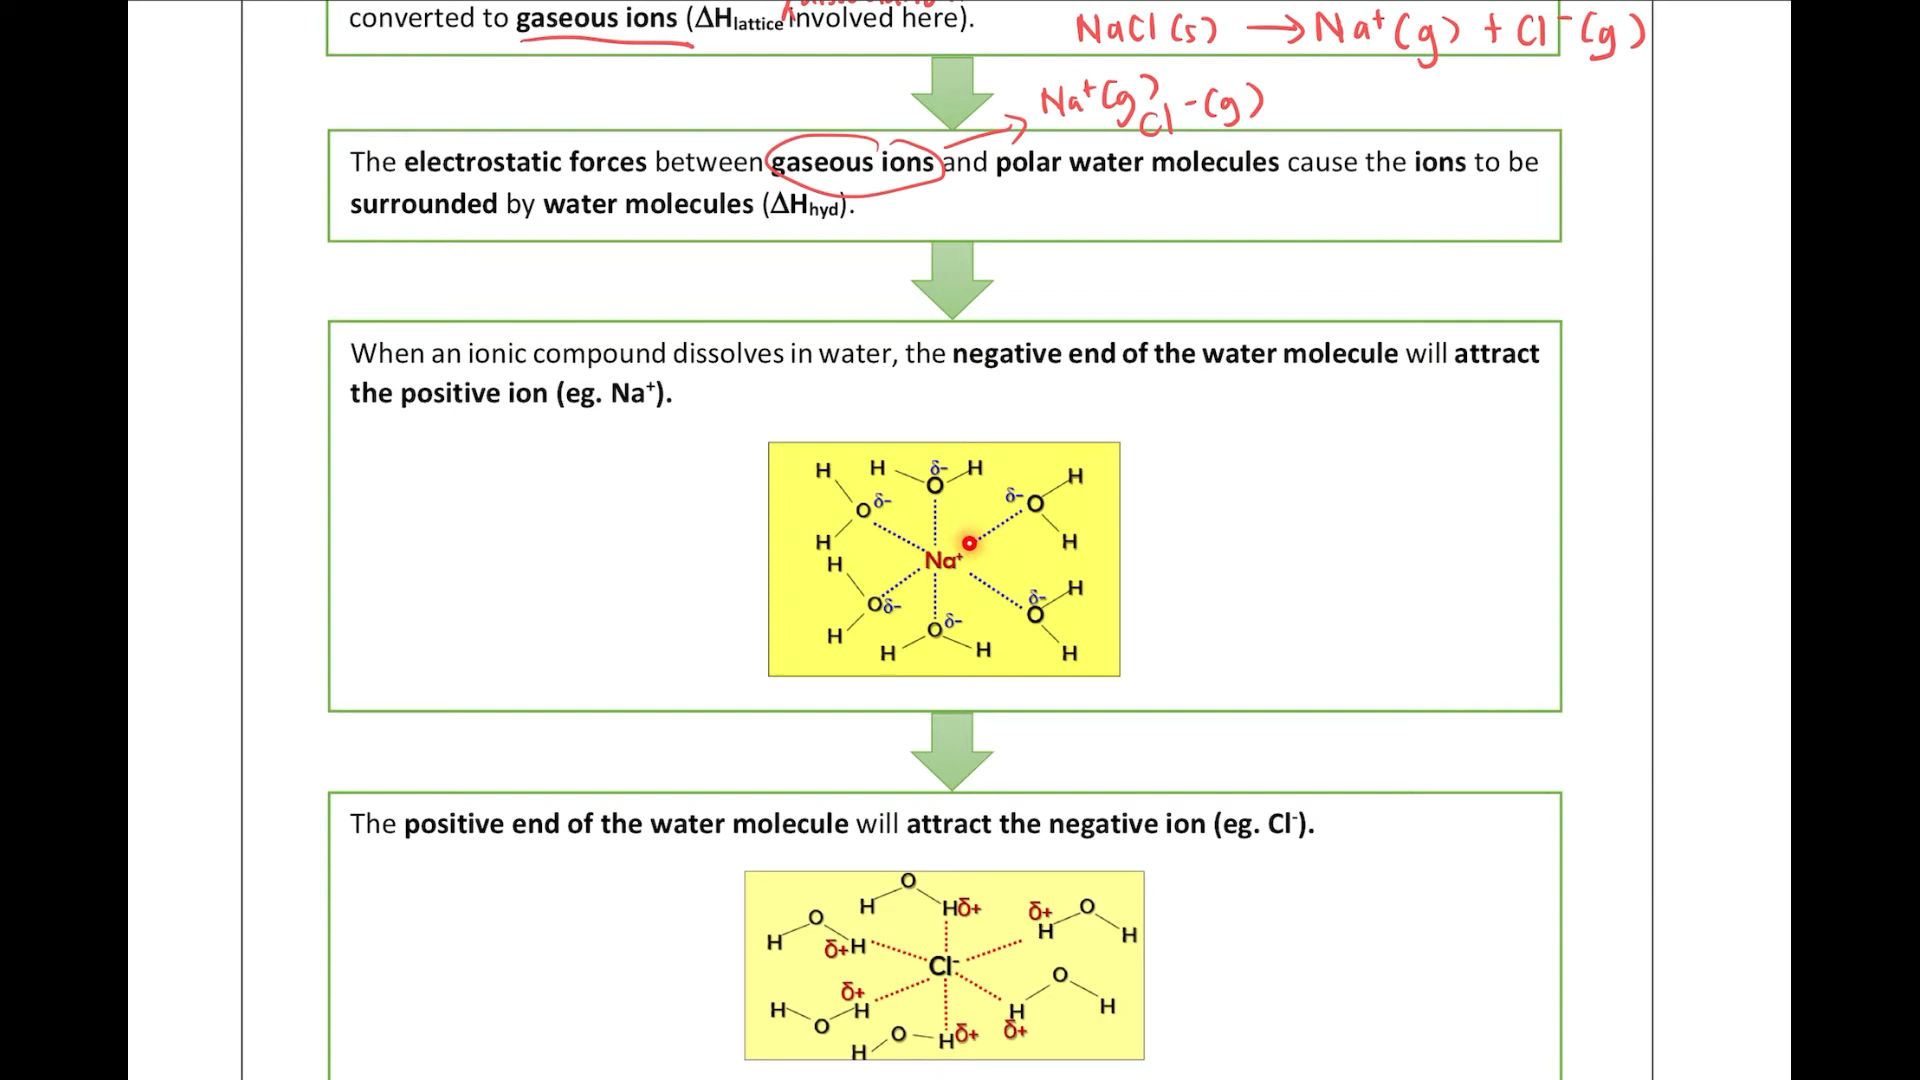 converted to gaseous ions (ΔHlattice involved here).
NaCl(s) → Na⁺(g) + Cl⁻(g)
Na⁺(g)
Cl⁻(g)
The electrostatic forces between gaseous ions and polar water molecules cause the ions to be
surrounded by water molecules (ΔHhyd).
When an ionic compound dissolves in water, the negative end of the water molecule will attract
the positive ion (eg. Na⁺).
H H δ- H H
O δ- O δ- O
H H
H Na⁺ H
O δ- δ- O
H O δ- H
H H
The positive end of the water molecule will attract the negative ion (eg. Cl⁻).
O
H H δ+ δ+ O
O H H
H δ+ H
Cl⁻ O
δ+ H
H H H
O O H δ+ δ+
H